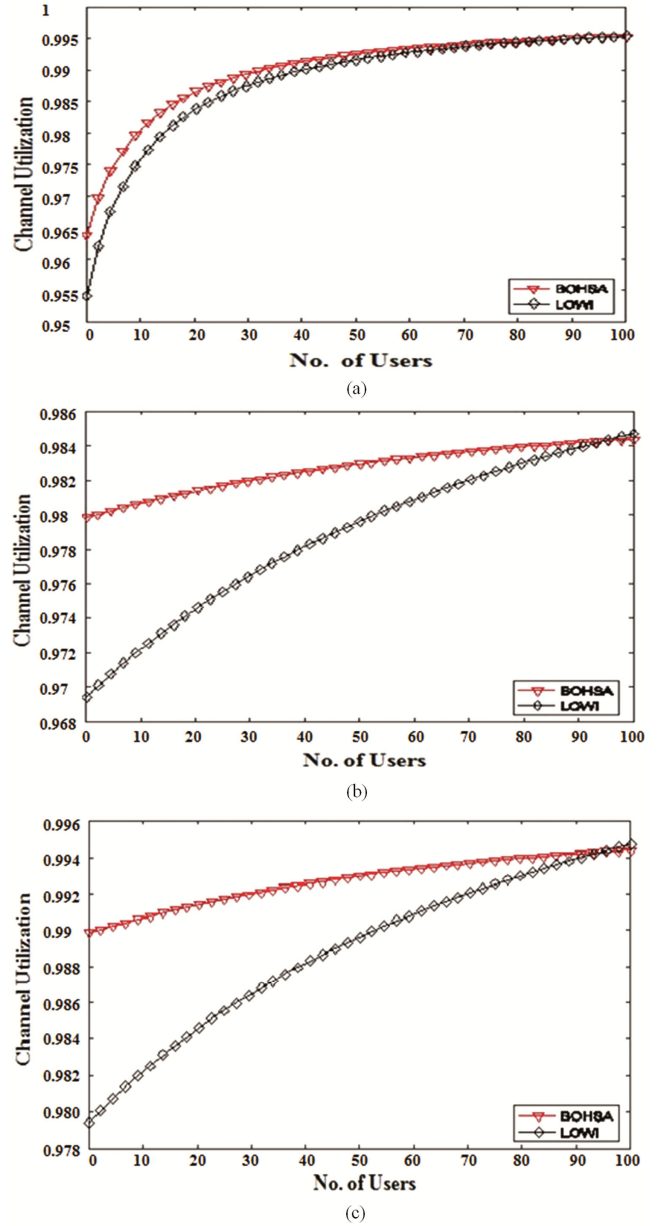 1
0.995
0.99
0.985
0.98
0.975
0.97
0.965
0.96
0.955
0.95
Channel Utilization
BOHSA
LOWI
0 10 20 30 40 50 60 70 80 90 100
No. of Users
(a)
0.986
0.984
0.982
0.98
0.978
0.976
0.974
0.972
0.97
0.968
Channel Utilization
BOHSA
LOWI
0 10 20 30 40 50 60 70 80 90 100
No. of Users
(b)
0.996
0.994
0.992
0.99
0.988
0.986
0.984
0.982
0.980
0.978
Channel Utilization
BOHSA
LOWI
0 10 20 30 40 50 60 70 80 90 100
No. of Users
(c)